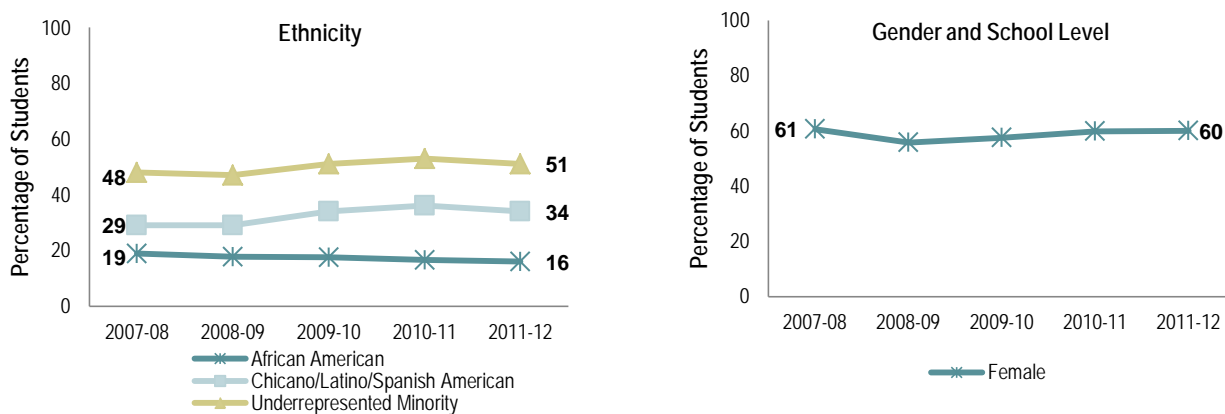 Ethnicity
Percentage of Students
100
80
60
40
20
0
48
29
19
51
34
16
2007-08 2008-09 2009-10 2010-11 2011-12
African American
Chicano/Latino/Spanish American
Underrepresented Minority
Gender and School Level
Percentage of Students
100
80
60
40
20
0
61
60
2007-08 2008-09 2009-10 2010-11 2011-12
Female